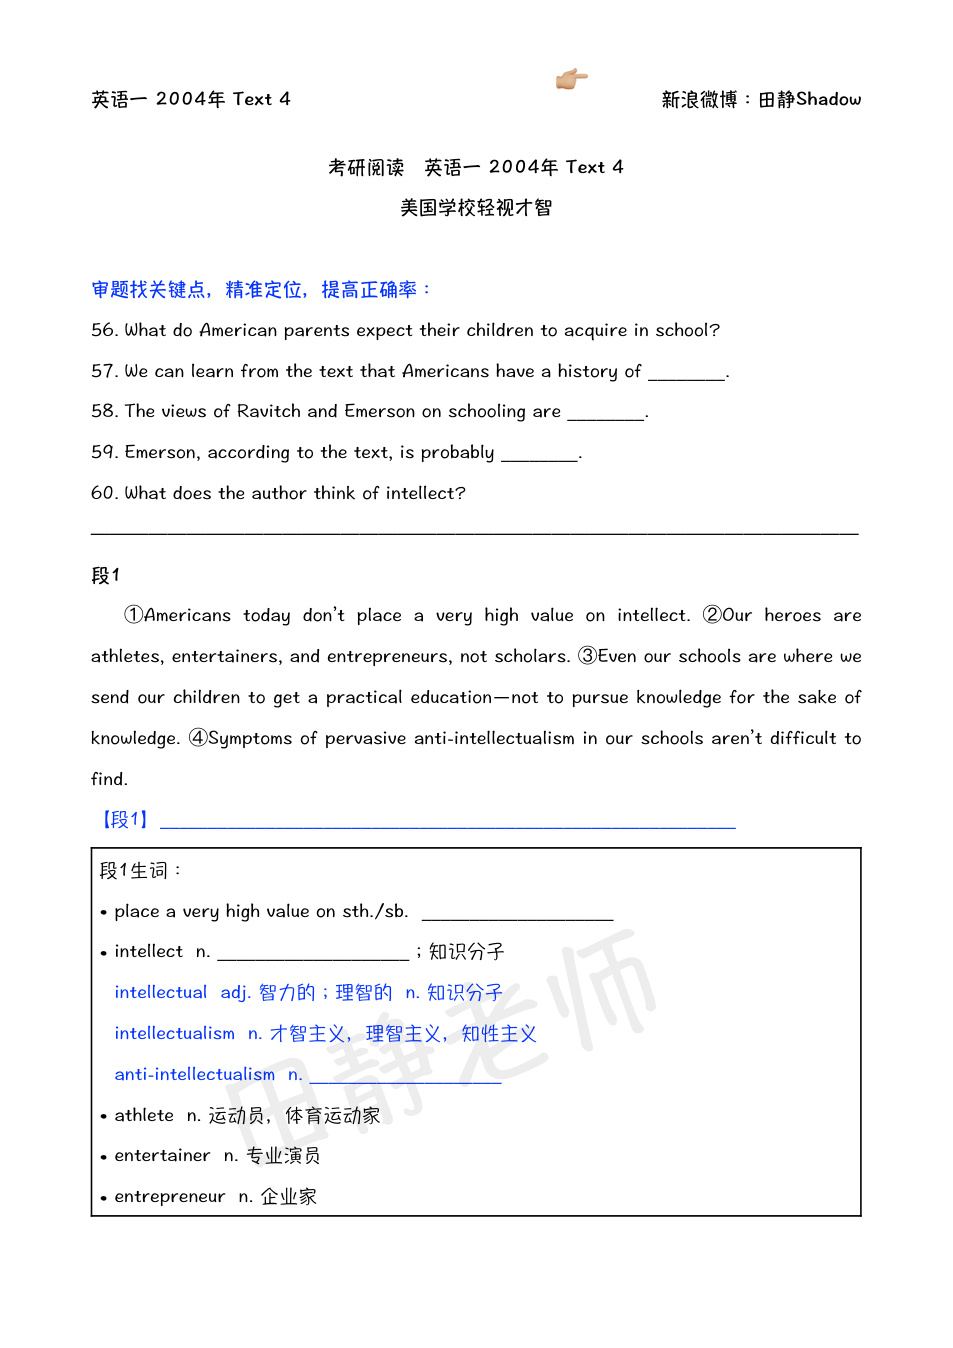 英语一 2004年 Text 4 新浪微博：田静Shadow
考研阅读 英语一 2004年 Text 4
美国学校轻视才智
审题找关键点，精准定位，提高正确率：
56. What do American parents expect their children to acquire in school?
57. We can learn from the text that Americans have a history of ________.
58. The views of Ravitch and Emerson on schooling are ________.
59. Emerson, according to the text, is probably ________.
60. What does the author think of intellect?
段1
①Americans today don't place a very high value on intellect. ②Our heroes are
athletes, entertainers, and entrepreneurs, not scholars. ③Even our schools are where we
send our children to get a practical education—not to pursue knowledge for the sake of
knowledge. ④Symptoms of pervasive anti-intellectualism in our schools aren't difficult to
find.
【段1】____________________________________________________________
段1生词：
• place a very high value on sth./sb. ____________________
• intellect n. ____________________；知识分子
intellectual adj. 智力的；理智的 n. 知识分子
intellectualism n. 才智主义，理智主义，知性主义
anti-intellectualism n. ____________________
• athlete n. 运动员，体育运动家
• entertainer n. 专业演员
• entrepreneur n. 企业家
田静老师